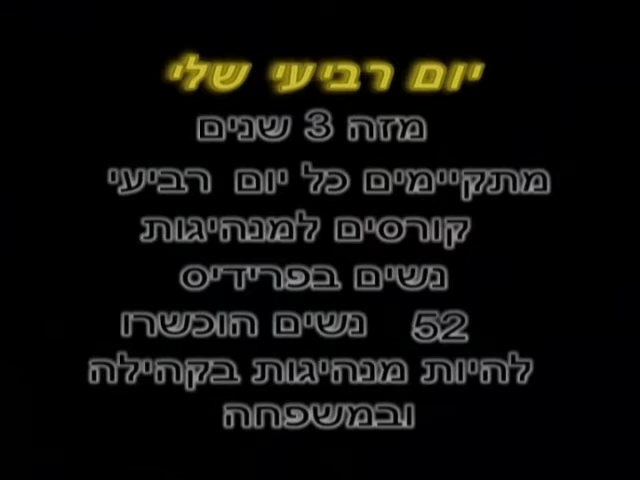 יום רביעי שלי
מזה 3 שנים
מתקיימים כל יום רביעי
קורסים למנהיגות
נשים בפרידיס
52 נשים הוכשרו
להיות מנהיגות בקהילה
ובמשפחה